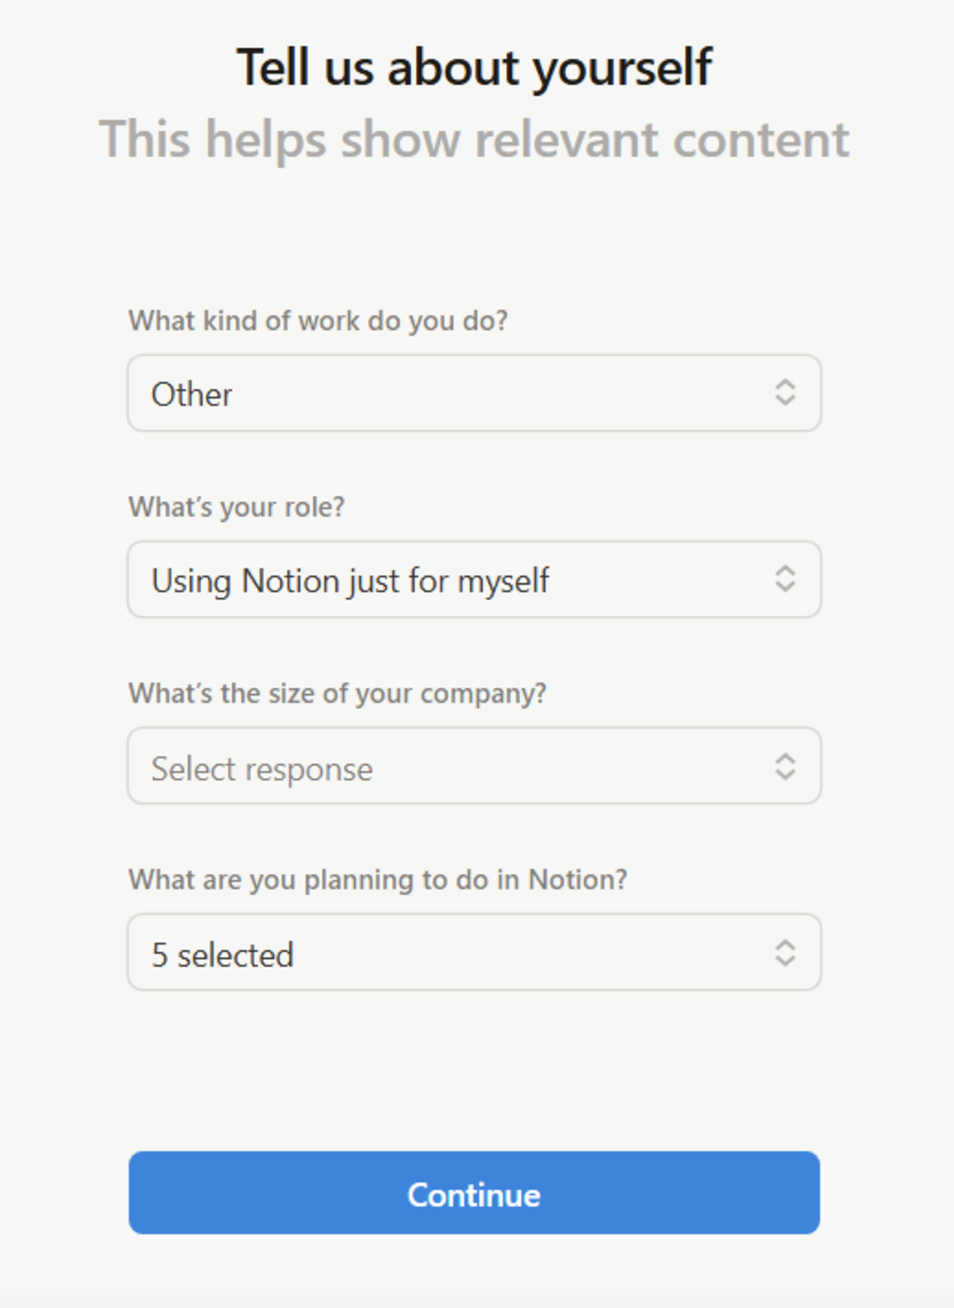 Tell us about yourself
This helps show relevant content
What kind of work do you do?
Other
What’s your role?
Using Notion just for myself
What’s the size of your company?
Select response
What are you planning to do in Notion?
5 selected
Continue